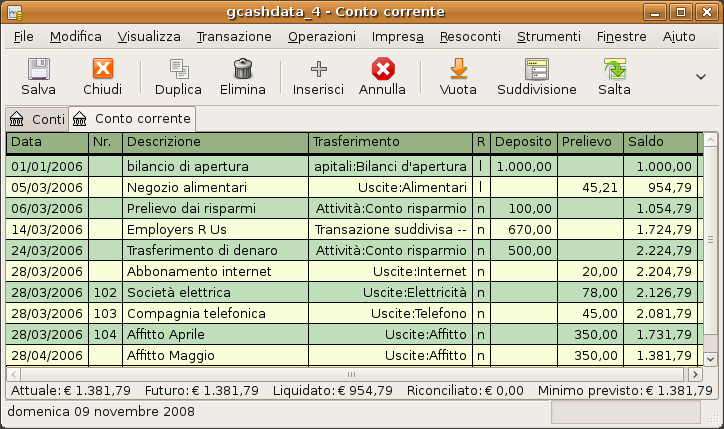 gcashdata_4 - Conto corrente
File Modifica Visualizza Transazione Operazioni Impresa Resoconti Strumenti Finestre Aiuto
Salva Chiudi Duplica Elimina Inserisci Annulla Vuota Suddivisione Salta
Conti Conto corrente
Data Nr. Descrizione Trasferimento R Deposito Prelievo Saldo
01/01/2006 bilancio di apertura apitali:Bilanci d'apertura l 1.000,00 1.000,00
05/03/2006 Negozio alimentari Uscite:Alimentari l 45,21 954,79
06/03/2006 Prelievo dai risparmi Attività:Conto risparmio n 100,00 1.054,79
14/03/2006 Employers R Us Transazione suddivisa -- n 670,00 1.724,79
24/03/2006 Trasferimento di denaro Attività:Conto risparmio n 500,00 2.224,79
28/03/2006 Abbonamento internet Uscite:Internet n 20,00 2.204,79
28/03/2006 102 Società elettrica Uscite:Elettricità n 78,00 2.126,79
28/03/2006 103 Compagnia telefonica Uscite:Telefono n 45,00 2.081,79
28/03/2006 104 Affitto Aprile Uscite:Affitto n 350,00 1.731,79
28/04/2006 Affitto Maggio Uscite:Affitto n 350,00 1.381,79
Attuale: € 1.381,79 Futuro: € 1.381,79 Liquidato: € 954,79 Riconciliato: € 0,00 Minimo previsto: € 1.381,79
domenica 09 novembre 2008